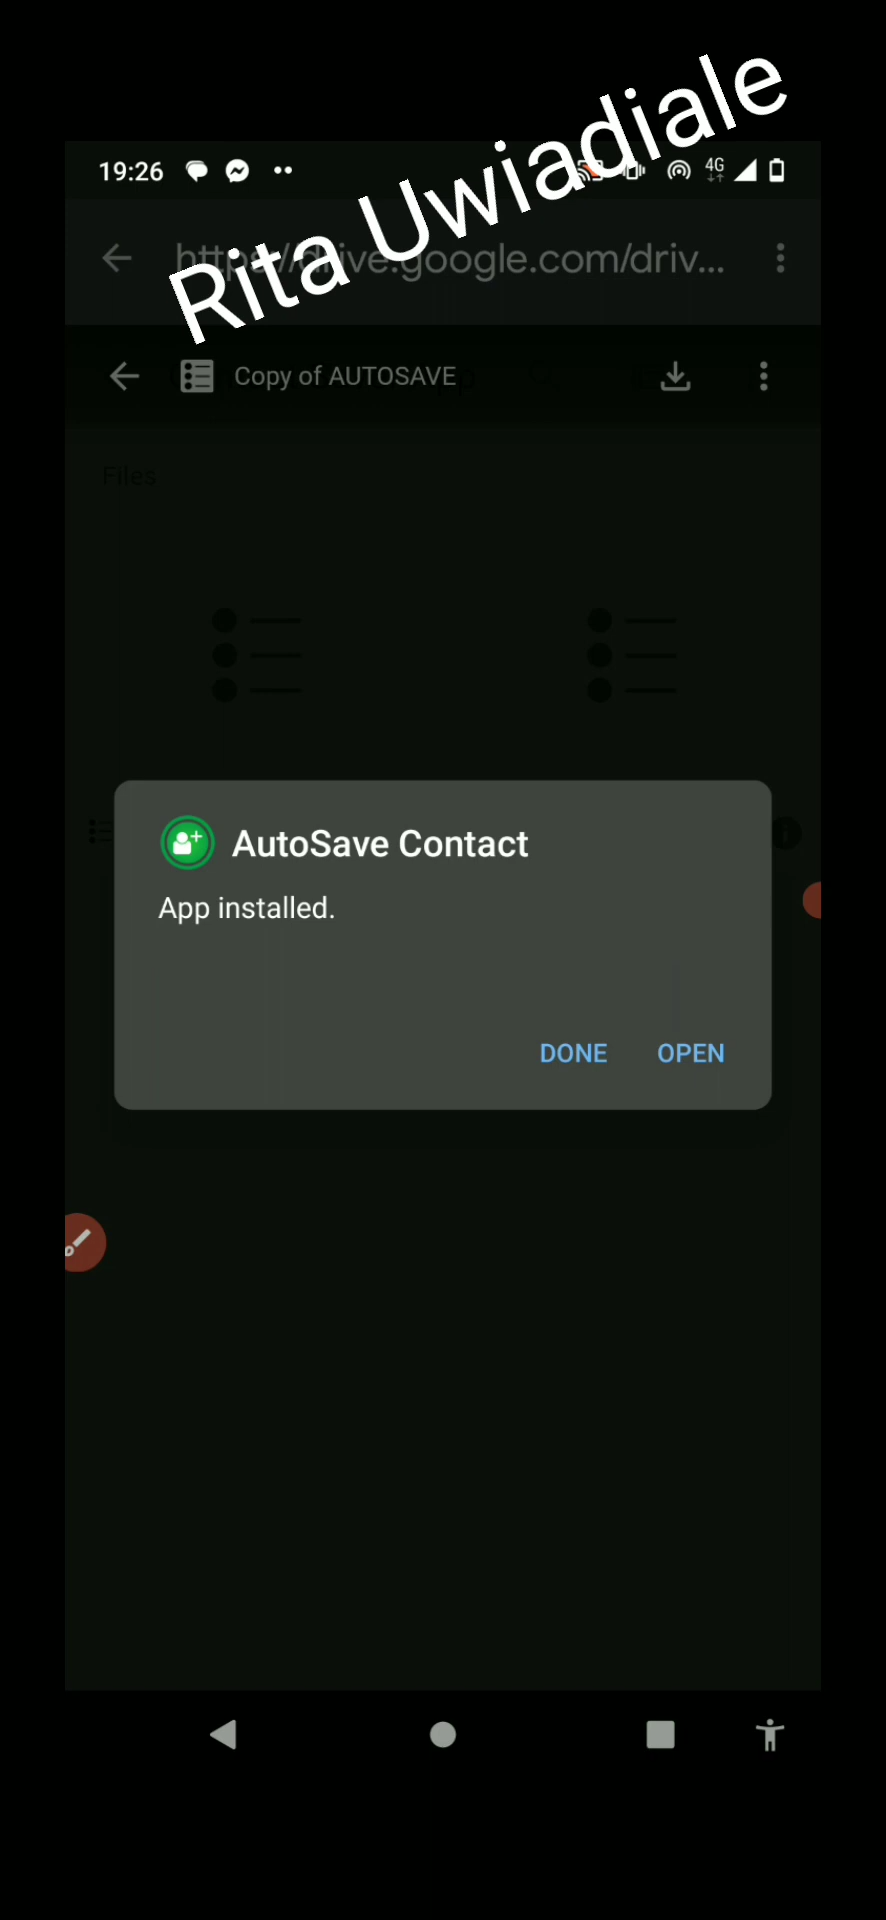 Rita Uwiadiale
19:26
4G
https://drive.google.com/driv...
Copy of AUTOSAVE
Files
AutoSave Contact
App installed.
DONE OPEN